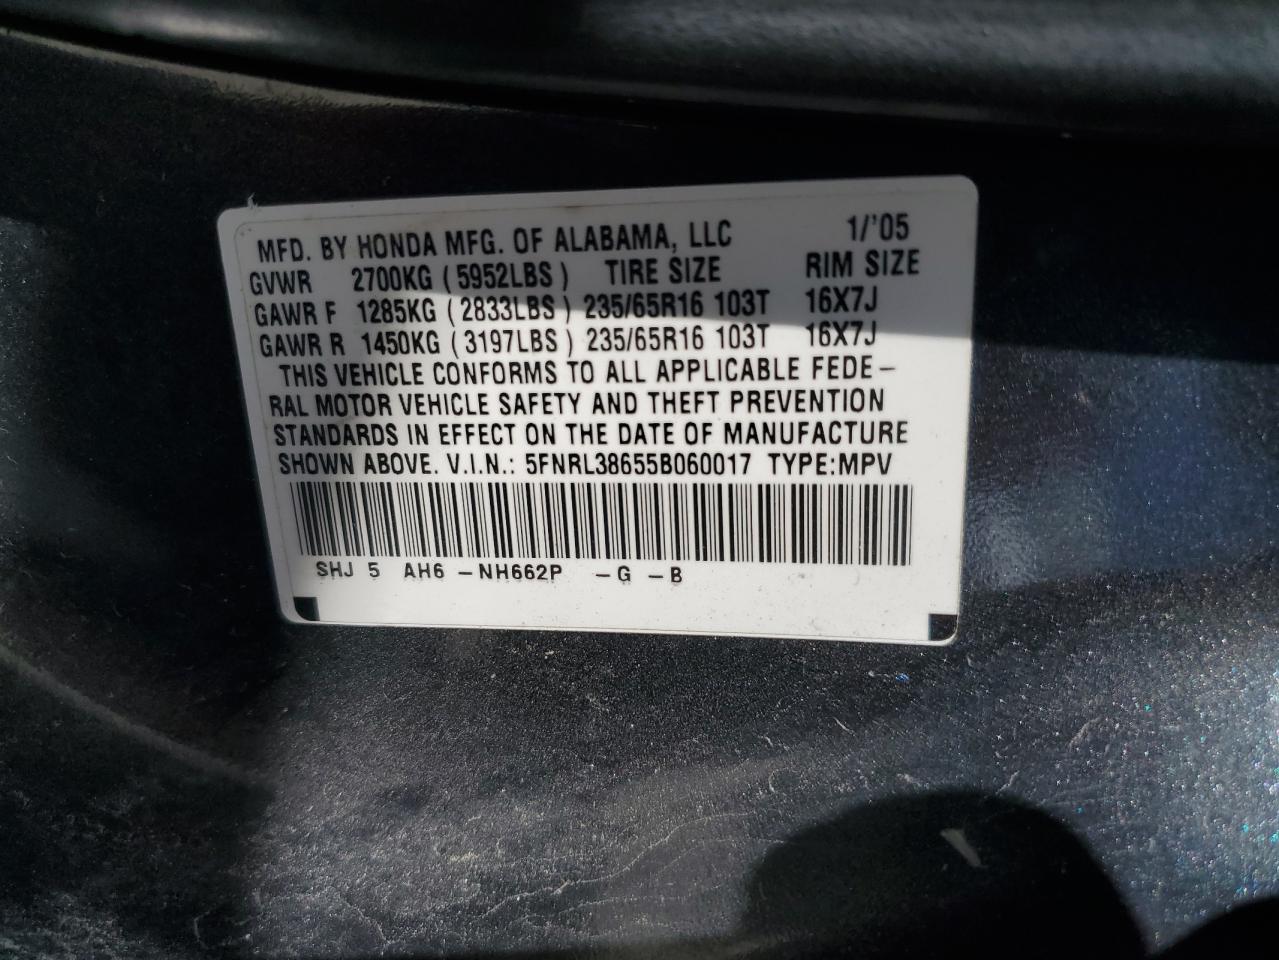 MFD. BY HONDA MFG. OF ALABAMA, LLC 1/'05
GVWR 2700KG (5952LBS) TIRE SIZE RIM SIZE
GAWR F 1285KG (2833LBS) 235/65R16 103T 16X7J
GAWR R 1450KG (3197LBS) 235/65R16 103T 16X7J
THIS VEHICLE CONFORMS TO ALL APPLICABLE FEDE-
RAL MOTOR VEHICLE SAFETY AND THEFT PREVENTION
STANDARDS IN EFFECT ON THE DATE OF MANUFACTURE
SHOWN ABOVE. V.I.N.: 5FNRL38655B060017 TYPE:MPV
SHJ 5 AH6 -NH662P -G -B